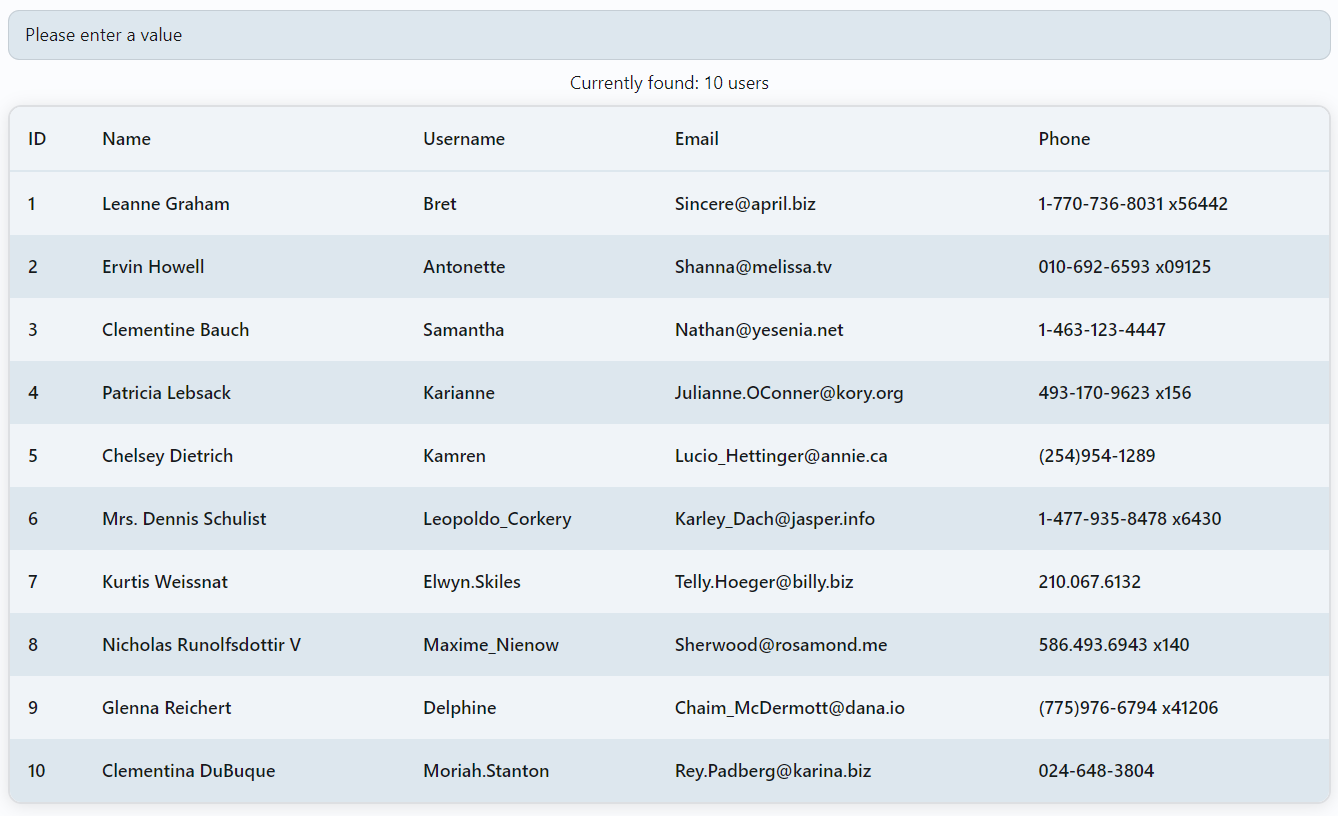 Please enter a value
Currently found: 10 users
ID Name Username Email Phone
1 Leanne Graham Bret Sincere@april.biz 1-770-736-8031 x56442
2 Ervin Howell Antonette Shanna@melissa.tv 010-692-6593 x09125
3 Clementine Bauch Samantha Nathan@yesenia.net 1-463-123-4447
4 Patricia Lebsack Karianne Julianne.OConner@kory.org 493-170-9623 x156
5 Chelsey Dietrich Kamren Lucio_Hettinger@annie.ca (254)954-1289
6 Mrs. Dennis Schulist Leopoldo_Corkery Karley_Dach@jasper.info 1-477-935-8478 x6430
7 Kurtis Weissnat Elwyn.Skiles Telly.Hoeger@billy.biz 210.067.6132
8 Nicholas Runolfsdottir V Maxime_Nienow Sherwood@rosamond.me 586.493.6943 x140
9 Glenna Reichert Delphine Chaim_McDermott@dana.io (775)976-6794 x41206
10 Clementina DuBuque Moriah.Stanton Rey.Padberg@karina.biz 024-648-3804